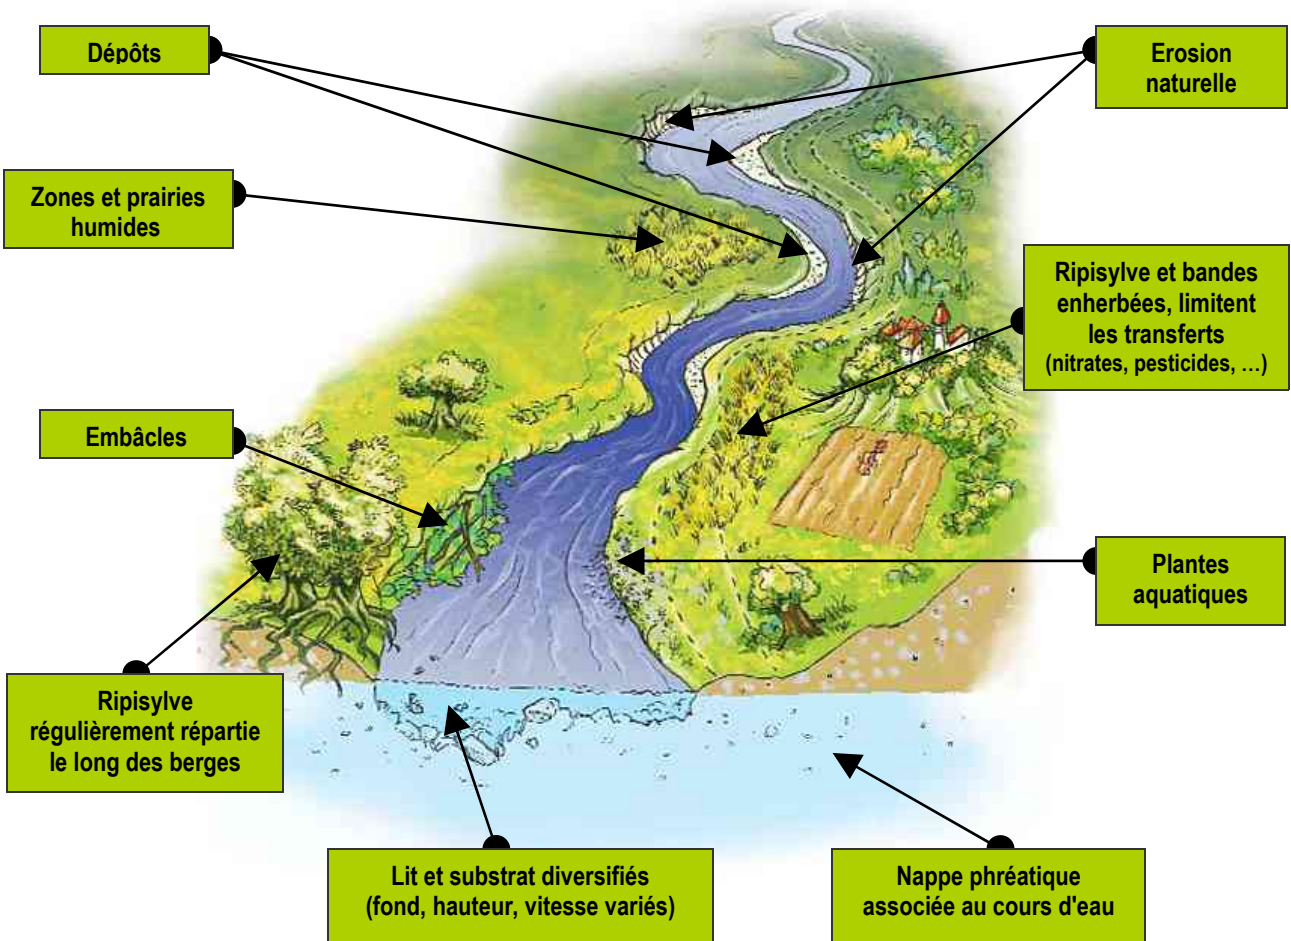 Dépôts
Erosion
naturelle
Zones et prairies
humides
Ripisylve et bandes
enherbées, limitent
les transferts
(nitrates, pesticides, ...)
Embâcles
Plantes
aquatiques
Ripisylve
régulièrement répartie
le long des berges
Lit et substrat diversifiés
(fond, hauteur, vitesse variés)
Nappe phréatique
associée au cours d'eau